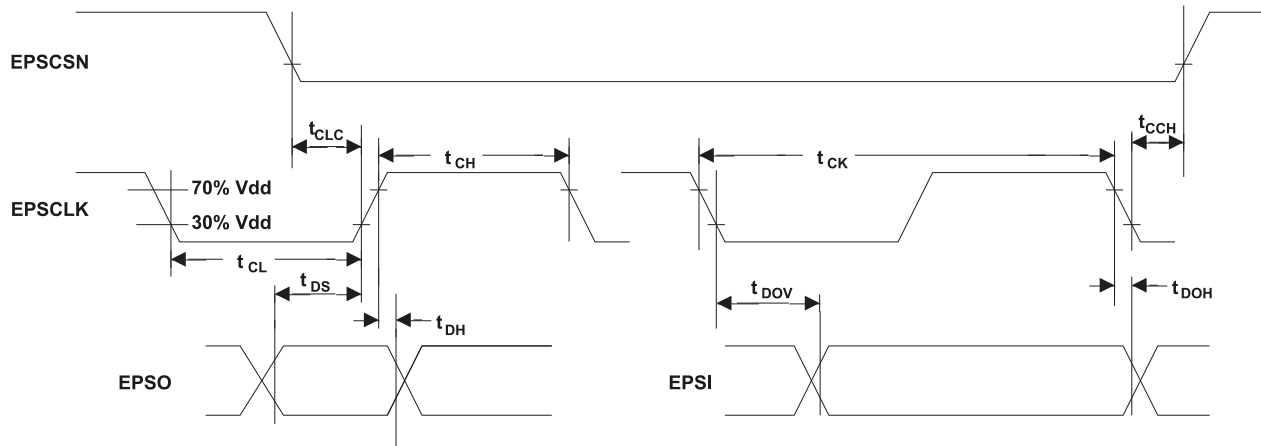 EPSCSN
tCLC
tCCH
tCH
tCK
EPSCLK
70% Vdd
30% Vdd
tCL
tDS
tDH
tDOV
tDOH
EPSO
EPSI